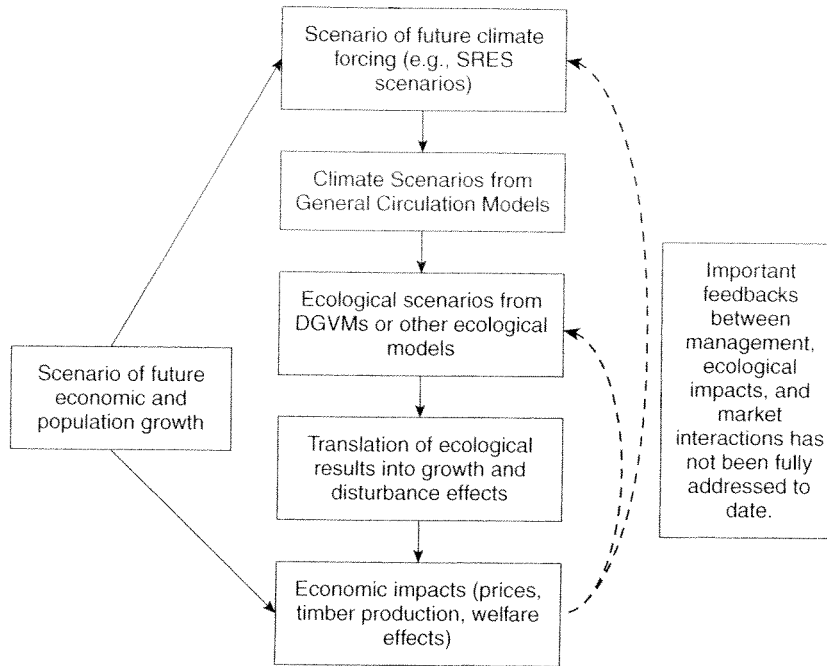 Scenario of future climate
forcing (e.g., SRES
scenarios)
Climate Scenarios from
General Circulation Models
Ecological scenarios from
DGVMs or other ecological
models
Scenario of future
economic and
population growth
Translation of ecological
results into growth and
disturbance effects
Economic impacts (prices,
timber production, welfare
effects)
Important
feedbacks
between
management,
ecological
impacts, and
market
interactions has
not been fully
addressed to
date.